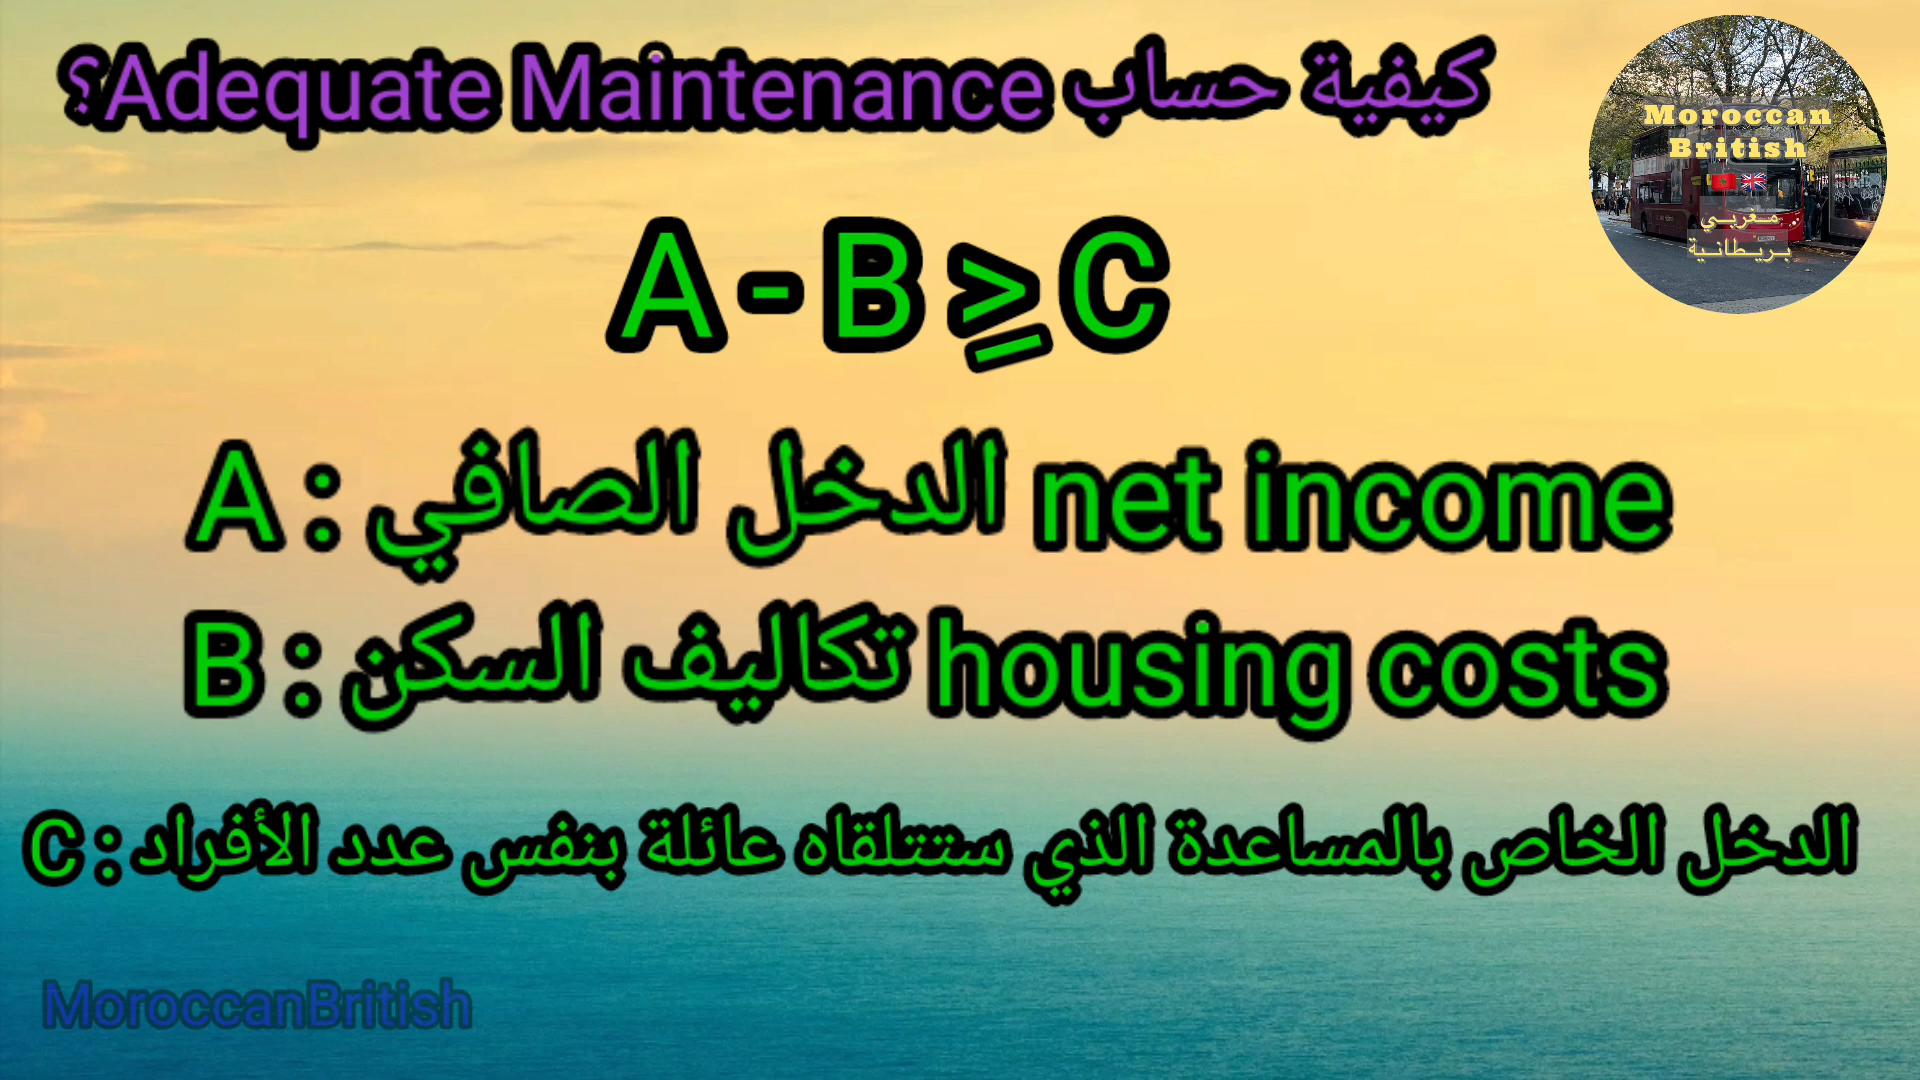 كيفية حساب Adequate Maintenance؟
Moroccan
British
مغربي
بريطانية
A - B ≥ C
A : الدخل الصافي net income
B : تكاليف السكن housing costs
C : الدخل الخاص بالمساعدة الذي ستتلقاه عائلة بنفس عدد الأفراد
MoroccanBritish